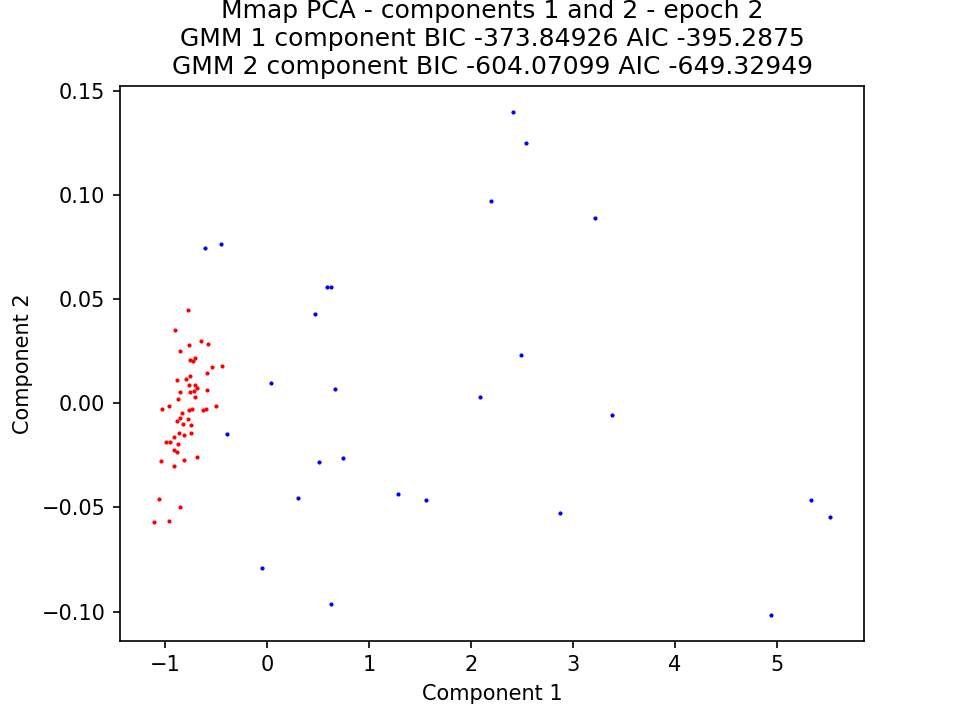 Mmap PCA - components 1 and 2 - epoch 2
GMM 1 component BIC -373.84926 AIC -395.2875
GMM 2 component BIC -604.07099 AIC -649.32949
0.15
0.10
0.05
0.00
−0.05
−0.10
Component 2
−1 0 1 2 3 4 5
Component 1